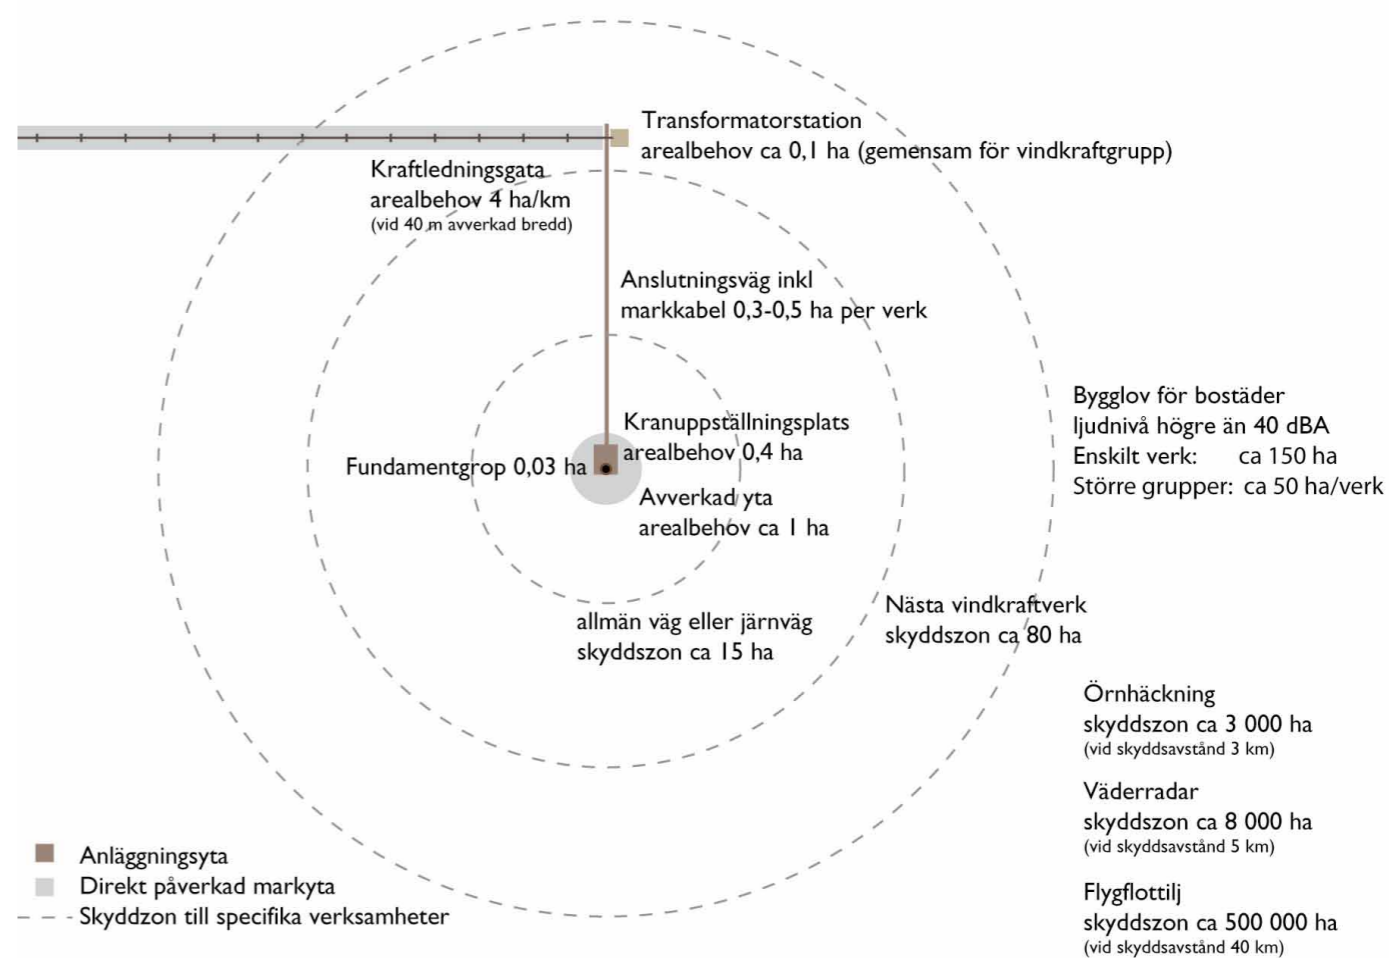 Transformatorstation
arealbehov ca 0,1 ha (gemensam för vindkraftgrupp)
Kraftledningsgata
arealbehov 4 ha/km
(vid 40 m avverkad bredd)
Anslutningsväg inkl
markkabel 0,3-0,5 ha per verk
Bygglov för bostäder
ljudnivå högre än 40 dBA
Enskilt verk: ca 150 ha
Större grupper: ca 50 ha/verk
Kranuppställningsplats
arealbehov 0,4 ha
Fundamentgrop 0,03 ha
Avverkad yta
arealbehov ca 1 ha
allmän väg eller järnväg
skyddszon ca 15 ha
Nästa vindkraftverk
skyddszon ca 80 ha
Örnhäckning
skyddszon ca 3 000 ha
(vid skyddsavstånd 3 km)
Väderradar
skyddszon ca 8 000 ha
(vid skyddsavstånd 5 km)
Flygflottilj
skyddszon ca 500 000 ha
(vid skyddsavstånd 40 km)
Anläggningsyta
Direkt påverkad markyta
Skyddzon till specifika verksamheter